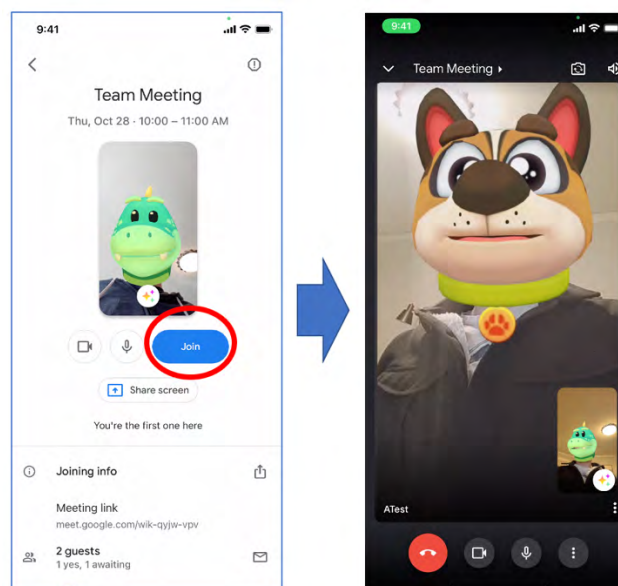 9:41
Team Meeting
Thu, Oct 28 · 10:00 – 11:00 AM
Join
Share screen
You're the first one here
Joining info
Meeting link
meet.google.com/wik-qyjw-vpv
2 guests
1 yes, 1 awaiting
9:41
Team Meeting
ATest